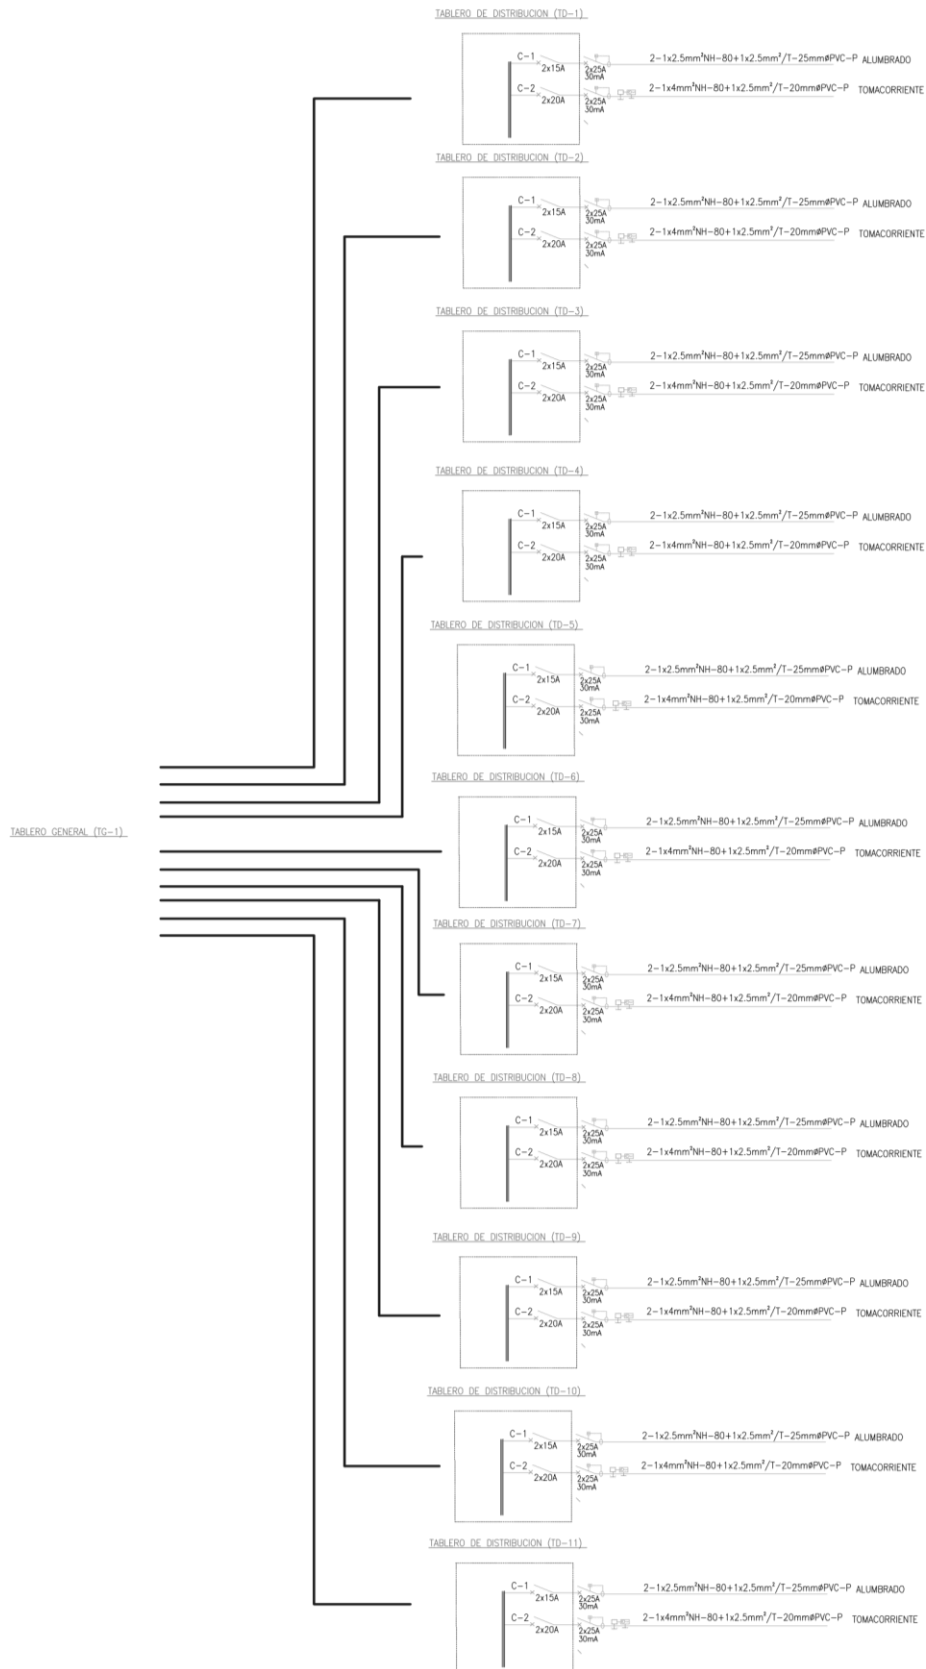 TABLERO DE DISTRIBUCION (TD-1)
C-1 2x15A 2x25A 30mA 2-1x2.5mm²NH-80+1x2.5mm²/T-25mmøPVC-P ALUMBRADO
C-2 2x20A 2x25A 30mA 2-1x4mm²NH-80+1x2.5mm²/T-20mmøPVC-P TOMACORRIENTE
TABLERO DE DISTRIBUCION (TD-2)
C-1 2x15A 2x25A 30mA 2-1x2.5mm²NH-80+1x2.5mm²/T-25mmøPVC-P ALUMBRADO
C-2 2x20A 2x25A 30mA 2-1x4mm²NH-80+1x2.5mm²/T-20mmøPVC-P TOMACORRIENTE
TABLERO DE DISTRIBUCION (TD-3)
C-1 2x15A 2x25A 30mA 2-1x2.5mm²NH-80+1x2.5mm²/T-25mmøPVC-P ALUMBRADO
C-2 2x20A 2x25A 30mA 2-1x4mm²NH-80+1x2.5mm²/T-20mmøPVC-P TOMACORRIENTE
TABLERO DE DISTRIBUCION (TD-4)
C-1 2x15A 2x25A 30mA 2-1x2.5mm²NH-80+1x2.5mm²/T-25mmøPVC-P ALUMBRADO
C-2 2x20A 2x25A 30mA 2-1x4mm²NH-80+1x2.5mm²/T-20mmøPVC-P TOMACORRIENTE
TABLERO DE DISTRIBUCION (TD-5)
C-1 2x15A 2x25A 30mA 2-1x2.5mm²NH-80+1x2.5mm²/T-25mmøPVC-P ALUMBRADO
C-2 2x20A 2x25A 30mA 2-1x4mm²NH-80+1x2.5mm²/T-20mmøPVC-P TOMACORRIENTE
TABLERO DE DISTRIBUCION (TD-6)
TABLERO GENERAL (TG-1)
C-1 2x15A 2x25A 30mA 2-1x2.5mm²NH-80+1x2.5mm²/T-25mmøPVC-P ALUMBRADO
C-2 2x20A 2x25A 30mA 2-1x4mm²NH-80+1x2.5mm²/T-20mmøPVC-P TOMACORRIENTE
TABLERO DE DISTRIBUCION (TD-7)
C-1 2x15A 2x25A 30mA 2-1x2.5mm²NH-80+1x2.5mm²/T-25mmøPVC-P ALUMBRADO
C-2 2x20A 2x25A 30mA 2-1x4mm²NH-80+1x2.5mm²/T-20mmøPVC-P TOMACORRIENTE
TABLERO DE DISTRIBUCION (TD-8)
C-1 2x15A 2x25A 30mA 2-1x2.5mm²NH-80+1x2.5mm²/T-25mmøPVC-P ALUMBRADO
C-2 2x20A 2x25A 30mA 2-1x4mm²NH-80+1x2.5mm²/T-20mmøPVC-P TOMACORRIENTE
TABLERO DE DISTRIBUCION (TD-9)
C-1 2x15A 2x25A 30mA 2-1x2.5mm²NH-80+1x2.5mm²/T-25mmøPVC-P ALUMBRADO
C-2 2x20A 2x25A 30mA 2-1x4mm²NH-80+1x2.5mm²/T-20mmøPVC-P TOMACORRIENTE
TABLERO DE DISTRIBUCION (TD-10)
C-1 2x15A 2x25A 30mA 2-1x2.5mm²NH-80+1x2.5mm²/T-25mmøPVC-P ALUMBRADO
C-2 2x20A 2x25A 30mA 2-1x4mm²NH-80+1x2.5mm²/T-20mmøPVC-P TOMACORRIENTE
TABLERO DE DISTRIBUCION (TD-11)
C-1 2x15A 2x25A 30mA 2-1x2.5mm²NH-80+1x2.5mm²/T-25mmøPVC-P ALUMBRADO
C-2 2x20A 2x25A 30mA 2-1x4mm²NH-80+1x2.5mm²/T-20mmøPVC-P TOMACORRIENTE